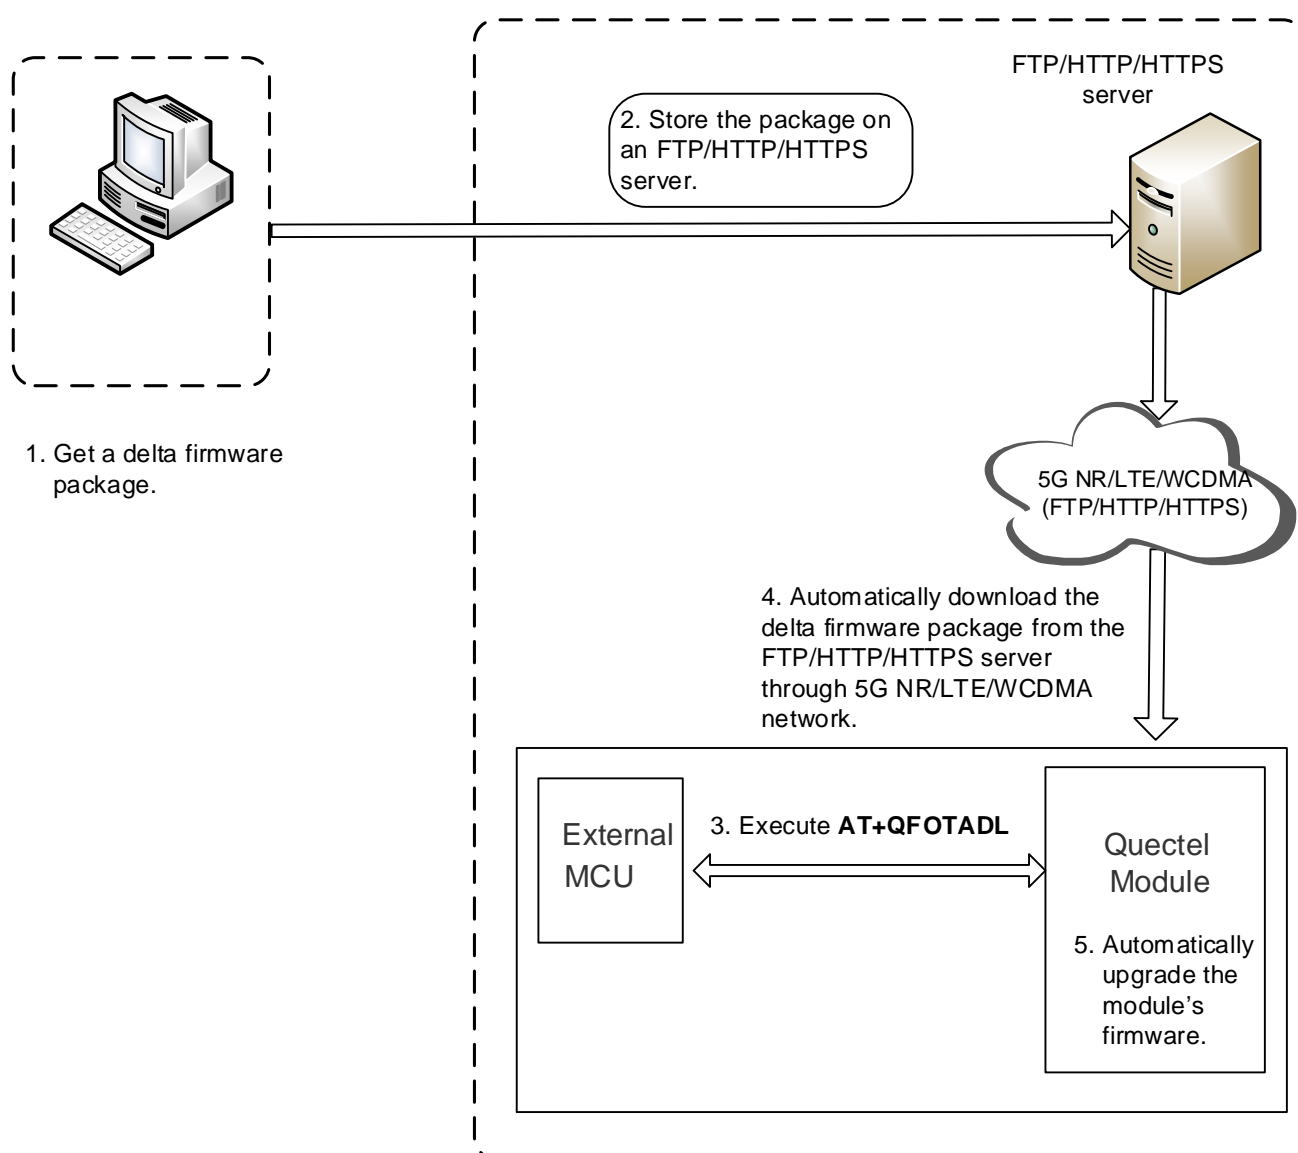 FTP/HTTP/HTTPS
server
2. Store the package on
an FTP/HTTP/HTTPS
server.
1. Get a delta firmware
package.
5G NR/LTE/WCDMA
(FTP/HTTP/HTTPS)
4. Automatically download the
delta firmware package from the
FTP/HTTP/HTTPS server
through 5G NR/LTE/WCDMA
network.
External
MCU
3. Execute AT+QFOTADL
Quectel
Module
5. Automatically
upgrade the
module’s
firmware.